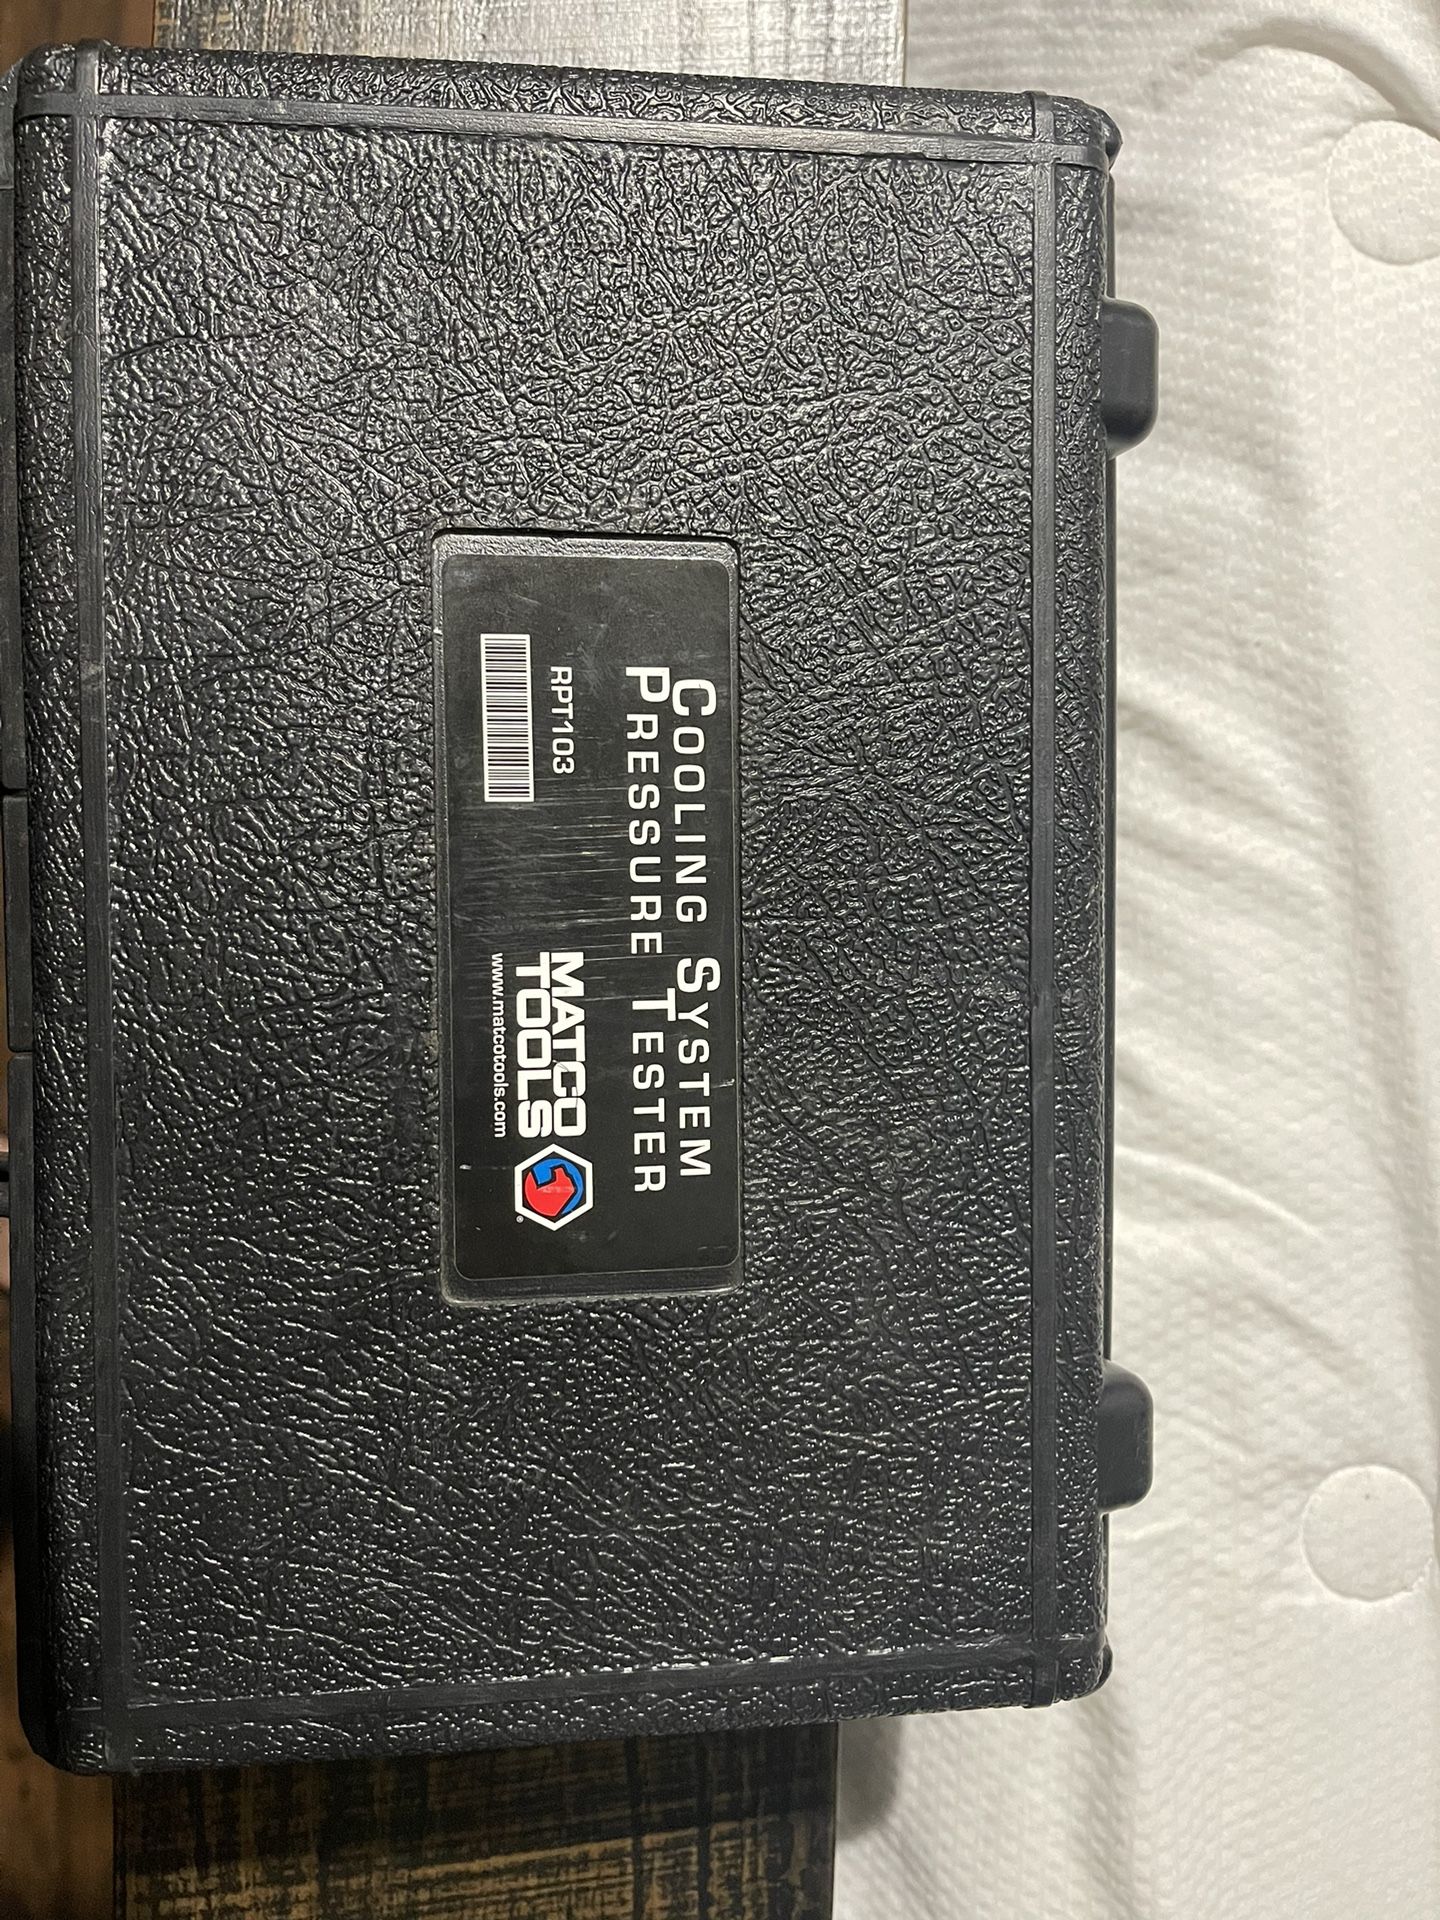 COOLING SYSTEM
PRESSURE TESTER
RPT103
MATCO
TOOLS®
www.matcotools.com